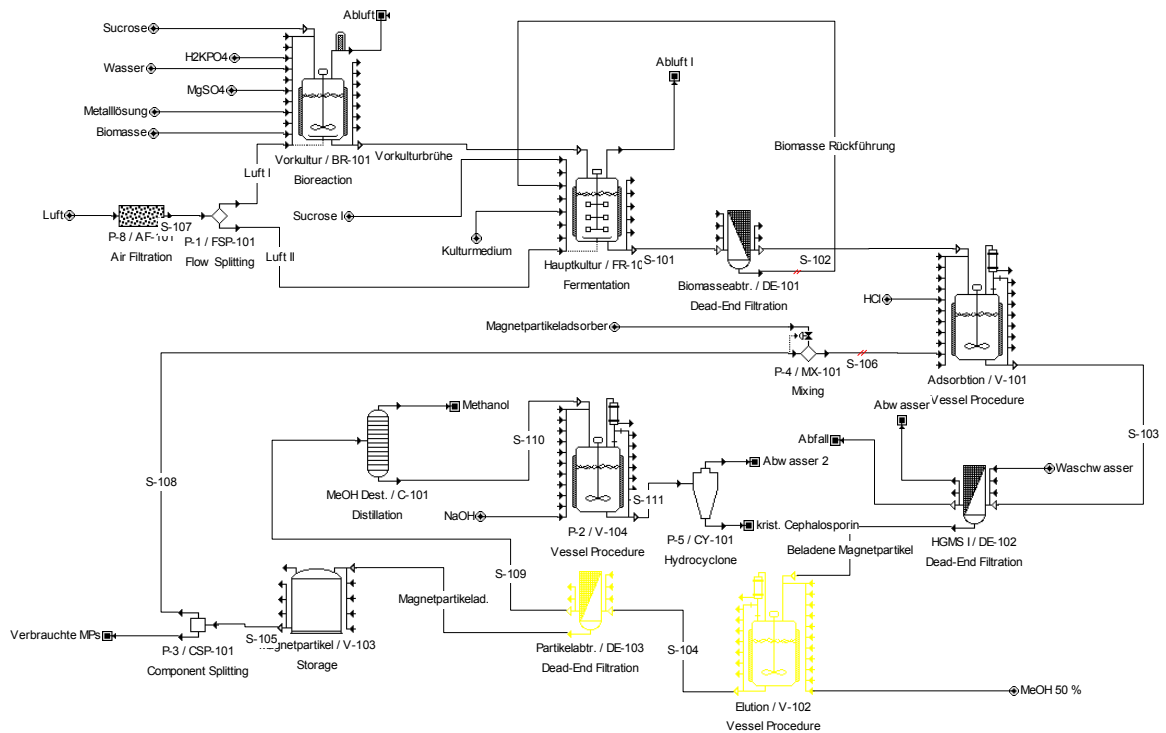 Abluft
Sucrose
H2KPO4
Wasser
MgSO4
Metalllösung
Biomasse
Abluft I
Vorkulturbrühe
Biomasse Rückführung
Vorkultur / BR-101
Bioreaction
Luft I
Luft
S-107
P-8 / AF-101
Air Filtration
P-1 / FSP-101
Flow Splitting
Luft II
Sucrose I
Kulturmedium
Hauptkultur / FR-10
Fermentation
S-101
S-102
Biomasseabtr. / DE-101
Dead-End Filtration
HCl
Magnetpartikeladsorber
S-106
P-4 / MX-101
Mixing
Adsorbtion / V-101
Vessel Procedure
Methanol
Abwasser
Abfall
S-103
S-110
S-108
Abwasser 2
Waschwasser
MeOH Dest. / C-101
Distillation
NaOH
S-111
P-2 / V-104
Vessel Procedure
krist. Cephalosporin
P-5 / CY-101
Hydrocyclone
Beladene Magnetpartikel
HGMS I / DE-102
Dead-End Filtration
S-109
Magnetpartikelad.
Verbrauchte MPs
S-105
P-3 / CSP-101
Component Splitting
agnetpartikel / V-103
Storage
Partikelabtr. / DE-103
Dead-End Filtration
S-104
MeOH 50 %
Elution / V-102
Vessel Procedure